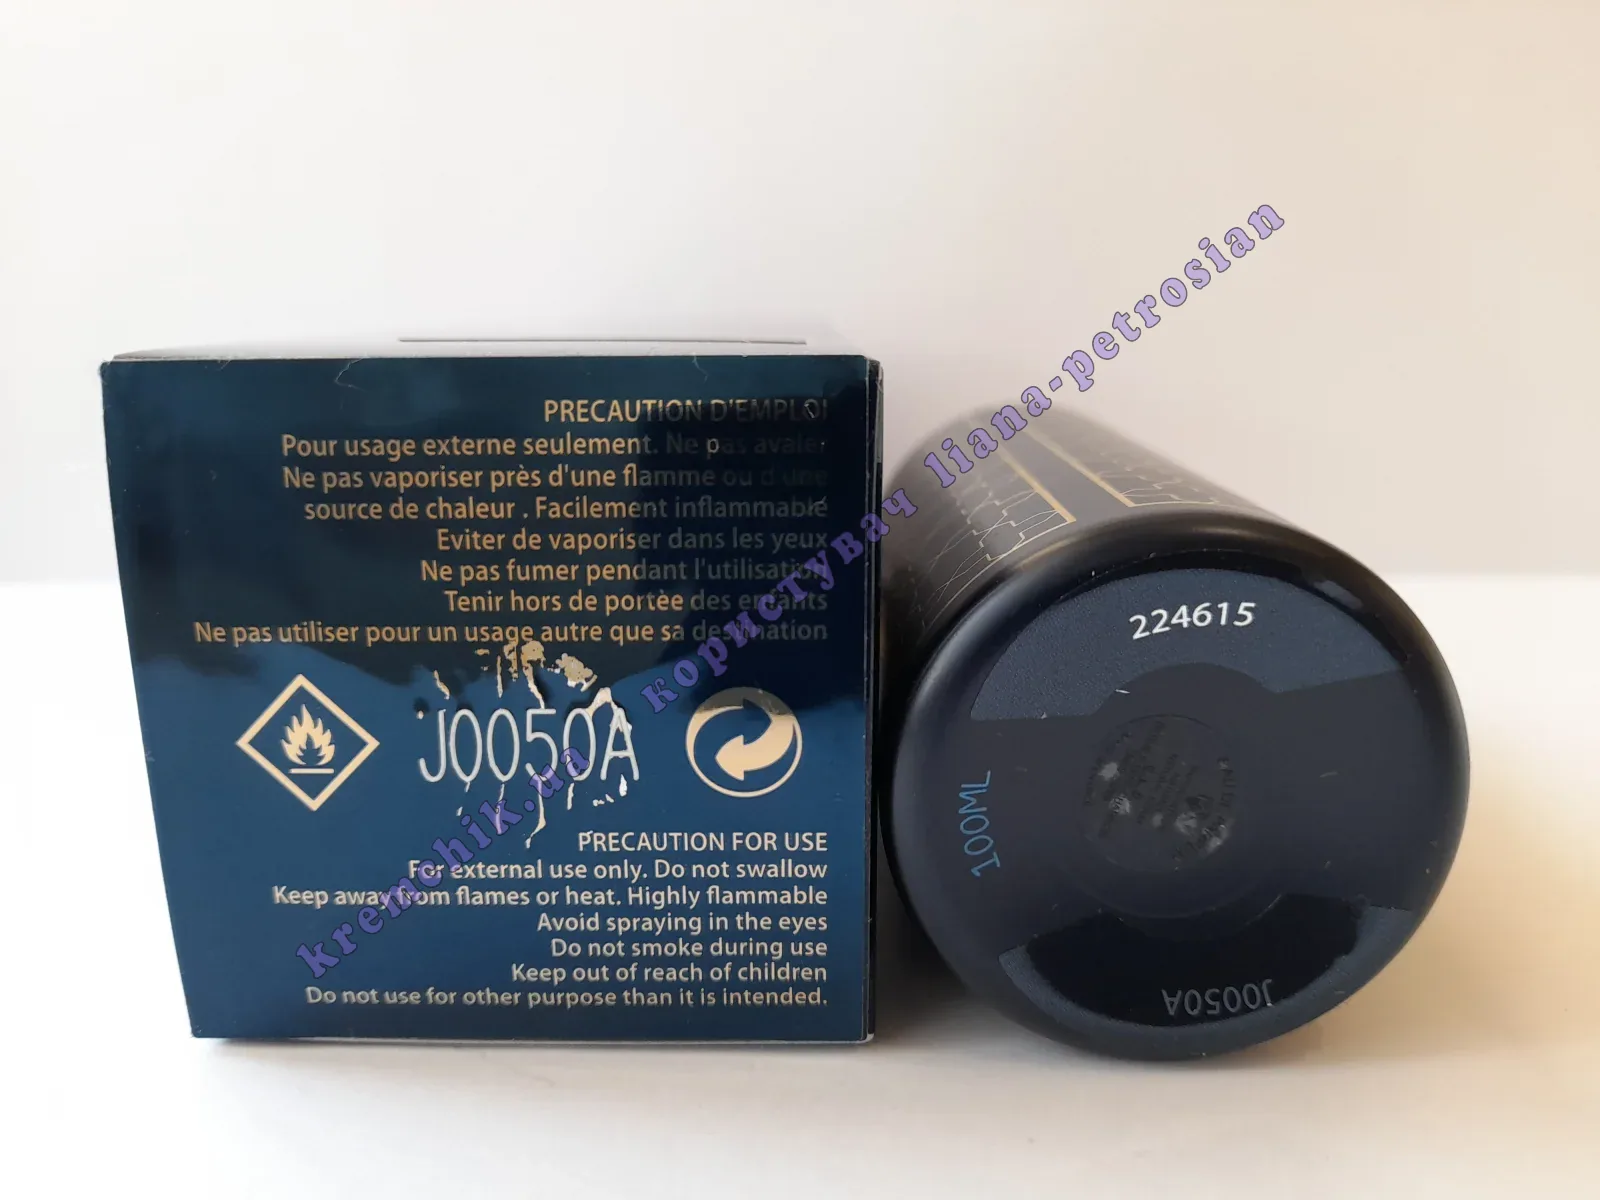 PRECAUTION D'EMPLOI
Pour usage externe seulement. Ne pas avaler
Ne pas vaporiser près d'une flamme ou d'une
source de chaleur . Facilement inflammable
Eviter de vaporiser dans les yeux
Ne pas fumer pendant l'utilisation
Tenir hors de portèe des enfants
Ne pas utiliser pour un usage autre que sa destination
J0050A
PRECAUTION FOR USE
For external use only. Do not swallow
Keep away from flames or heat. Highly flammable
Avoid spraying in the eyes
Do not smoke during use
Keep out of reach of children
Do not use for other purpose than it is intended.
224615
100ML
J0050A
kremchik.ua користувач liana-petrosian